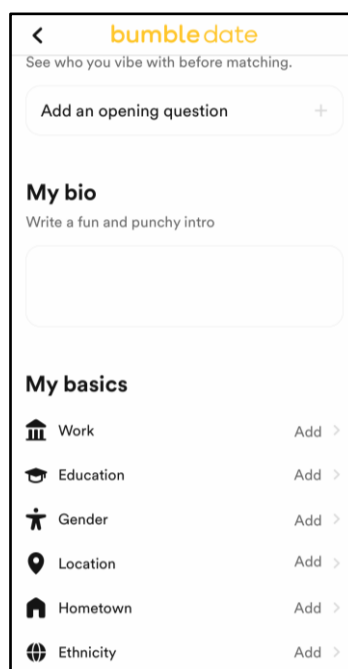 bumble date
See who you vibe with before matching.
Add an opening question
My bio
Write a fun and punchy intro
My basics
Work Add
Education Add
Gender Add
Location Add
Hometown Add
Ethnicity Add